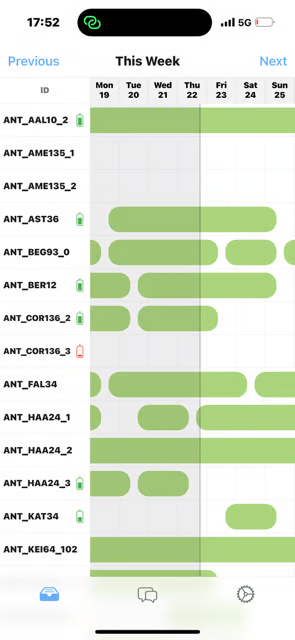 17:52 5G
Previous This Week Next
ID Mon 19 Tue 20 Wed 21 Thu 22 Fri 23 Sat 24 Sun 25
ANT_AAL10_2
ANT_AME135_1
ANT_AME135_2
ANT_AST36
ANT_BEG93_0
ANT_BER12
ANT_COR136_2
ANT_COR136_3
ANT_FAL34
ANT_HAA24_1
ANT_HAA24_2
ANT_HAA24_3
ANT_KAT34
ANT_KEI64_102